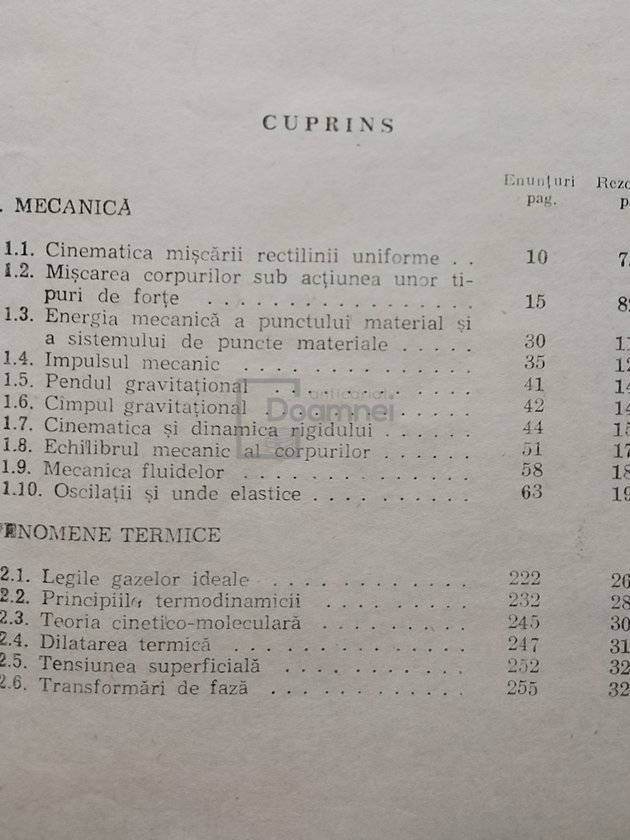 CUPRINS
Enunțuri
pag.
. MECANICĂ
1.1. Cinematica mișcării rectilinii uniforme . . 10
1.2. Mișcarea corpurilor sub acțiunea unor ti-
puri de forțe . . . . . . . . . . . . 15
1.3. Energia mecanică a punctului material și
a sistemului de puncte materiale . . . . . 30
1.4. Impulsul mecanic . . . . . . . . . . . 35
1.5. Pendul gravitațional . . . . . . . . . . 41
1.6. Cîmpul gravitațional . . . . . . . . . . 42
1.7. Cinematica și dinamica rigidului . . . . . 44
1.8. Echilibrul mecanic al corpurilor . . . . . 51
1.9. Mecanica fluidelor . . . . . . . . . . . 58
1.10. Oscilații și unde elastice . . . . . . . . 63
anticariat
Doamnei
FENOMENE TERMICE
2.1. Legile gazelor ideale . . . . . . . . . . 222
2.2. Principiile termodinamicii . . . . . . . 232
2.3. Teoria cinetico-moleculară . . . . . . . 245
2.4. Dilatarea termică . . . . . . . . . . . 247
2.5. Tensiunea superficială . . . . . . . . . 252
2.6. Transformări de fază . . . . . . . . . . 255